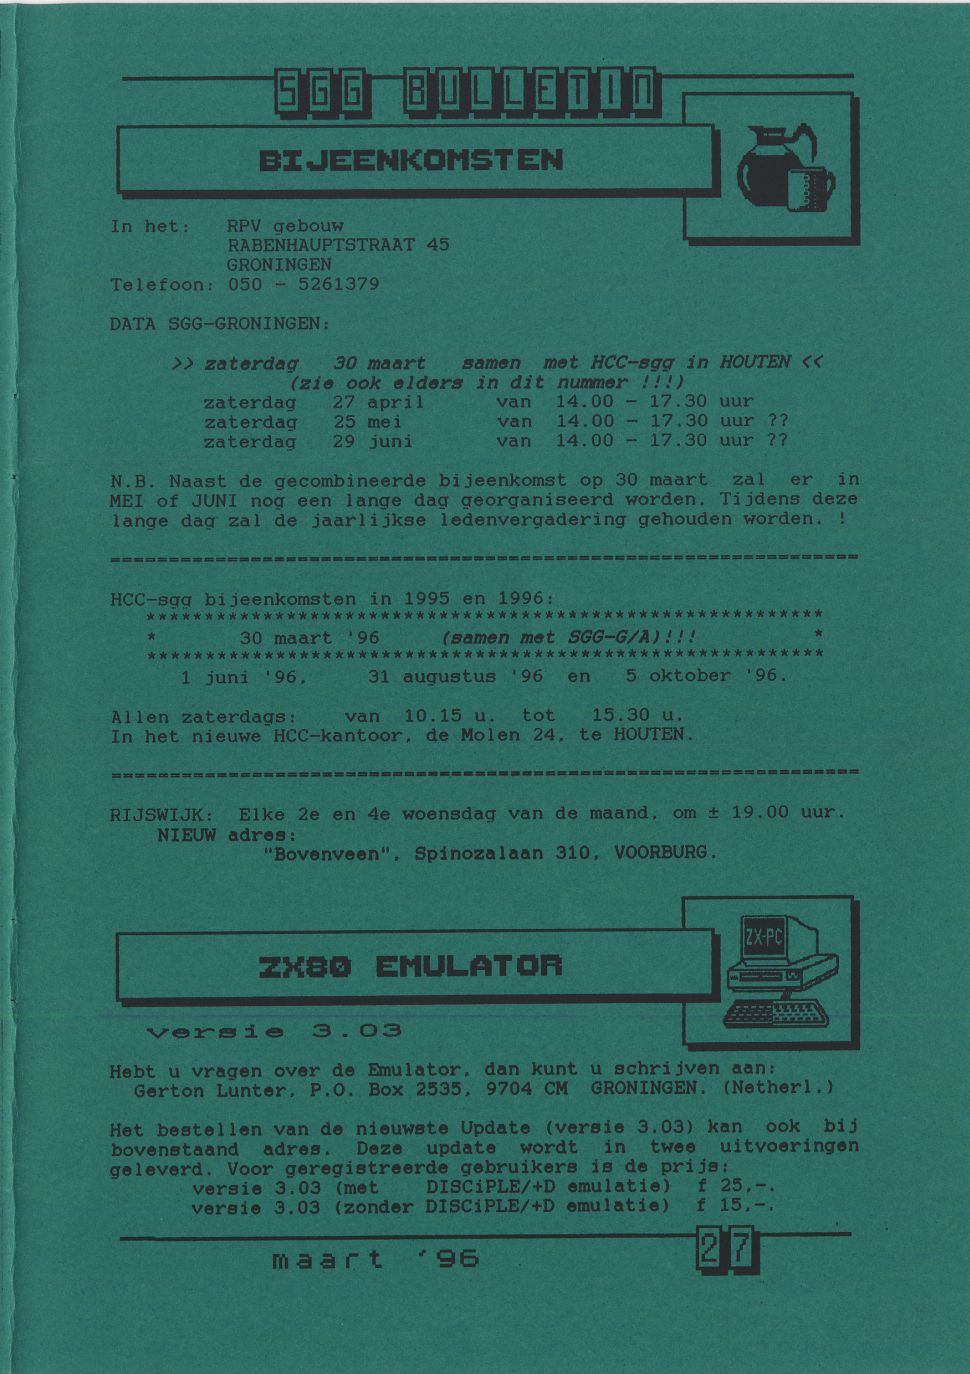 SGG BULLETIN
BIJEENKOMSTEN
In het: RPV gebouw
RABENHAUPTSTRAAT 45
GRONINGEN
Telefoon: 050 - 5261379
DATA SGG-GRONINGEN:
>> zaterdag 30 maart samen met HCC-sgg in HOUTEN <<
(zie ook elders in dit nummer !!!)
zaterdag 27 april van 14.00 - 17.30 uur
zaterdag 25 mei van 14.00 - 17.30 uur ??
zaterdag 29 juni van 14.00 - 17.30 uur ??
N.B. Naast de gecombineerde bijeenkomst op 30 maart zal er in
MEI of JUNI nog een lange dag georganiseerd worden. Tijdens deze
lange dag zal de jaarlijkse ledenvergadering gehouden worden. !
================================================================
HCC-sgg bijeenkomsten in 1995 en 1996:
**********************************************************
* 30 maart '96 (samen met SGG-G/A)!!! *
**********************************************************
1 juni '96, 31 augustus '96 en 5 oktober '96.
Allen zaterdags: van 10.15 u. tot 15.30 u.
In het nieuwe HCC-kantoor, de Molen 24, te HOUTEN.
================================================================
RIJSWIJK: Elke 2e en 4e woensdag van de maand, om ± 19.00 uur.
NIEUW adres:
"Bovenveen", Spinozalaan 310, VOORBURG.
ZX-PC
ZX80 EMULATOR
versie 3.03
Hebt u vragen over de Emulator, dan kunt u schrijven aan:
Gerton Lunter, P.O. Box 2535, 9704 CM GRONINGEN. (Netherl.)
Het bestellen van de nieuwste Update (versie 3.03) kan ook bij
bovenstaand adres. Deze update wordt in twee uitvoeringen
geleverd. Voor geregistreerde gebruikers is de prijs:
versie 3.03 (met DISCiPLE/+D emulatie) f 25,-.
versie 3.03 (zonder DISCiPLE/+D emulatie) f 15,-.
maart '96 27